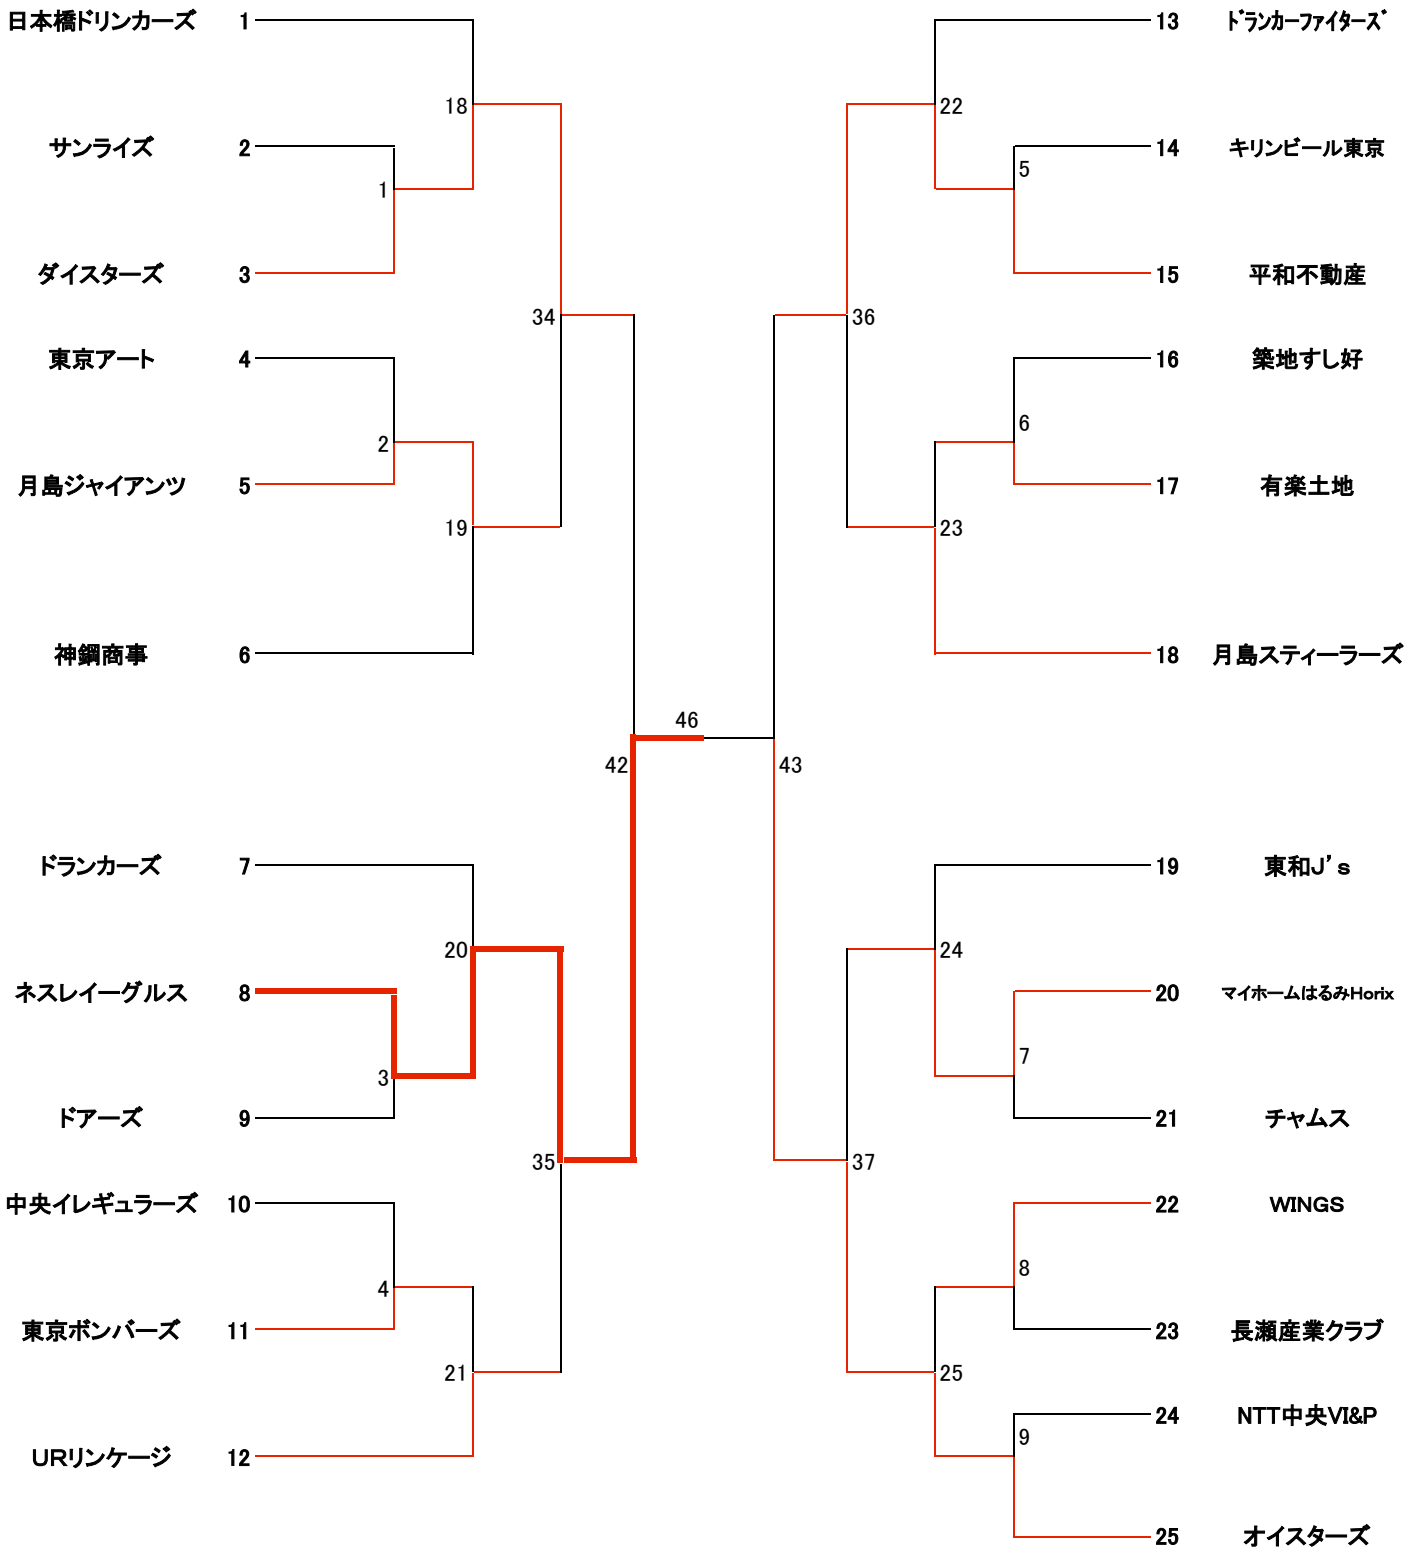 日本橋ドリンカーズ 1
18
サンライズ 2
1
ダイスターズ 3
34
東京アート 4
2
月島ジャイアンツ 5
19
神鋼商事 6
46
42
ドランカーズ 7
20
ネスレイーグルス 8
3
ドアーズ 9
35
中央イレギュラーズ 10
4
東京ボンバーズ 11
21
URリンケージ 12
13 ﾄﾞﾗﾝｶｰﾌｧｲﾀｰｽﾞ
22
14 キリンビール東京
5
15 平和不動産
36
16 築地すし好
6
17 有楽土地
23
18 月島スティーラーズ
43
19 東和J’s
24
20 マイホームはるみHorix
7
21 チャムス
37
22 WINGS
8
23 長瀬産業クラブ
25
24 NTT中央VI&P
9
25 オイスターズ